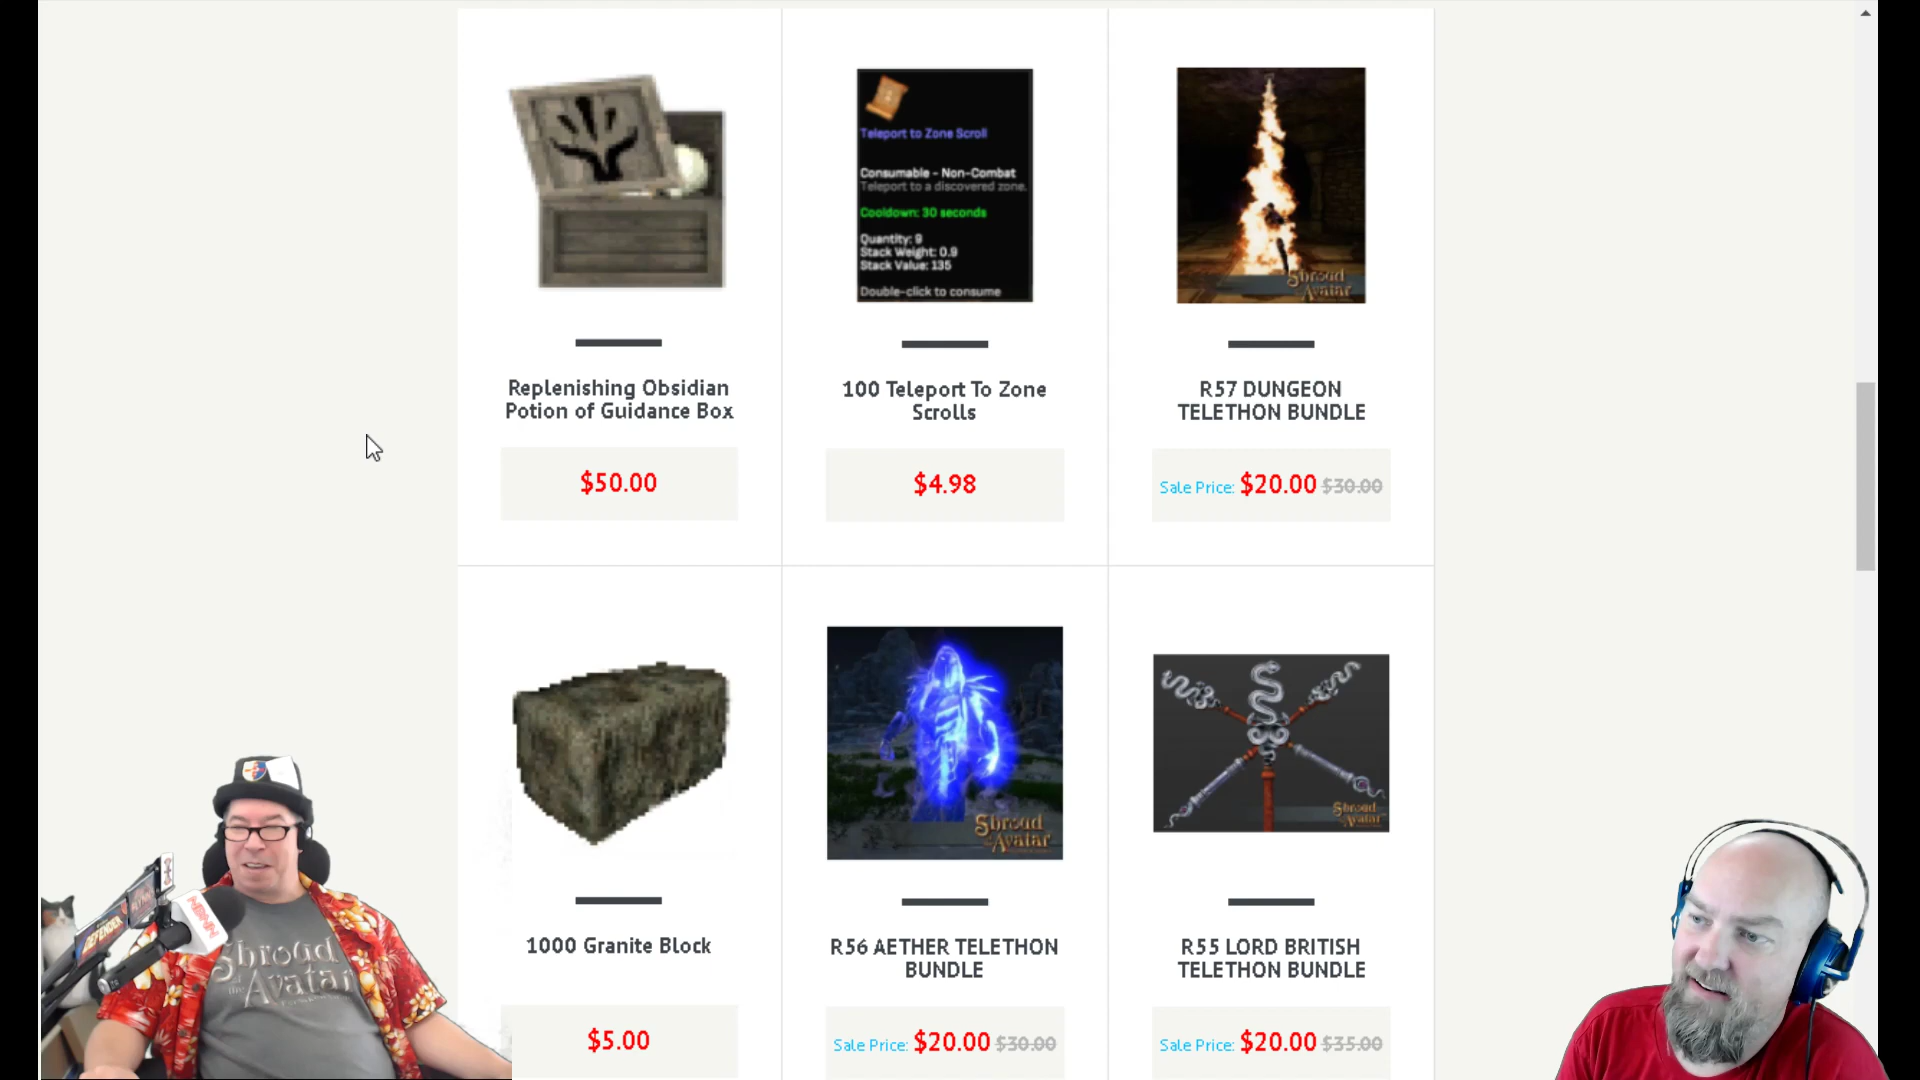 Teleport to Zone Scroll
Consumable - Non-Combat
Teleport to a discovered zone.
Cooldown: 30 seconds
Quantity: 9
Stack Weight: 0.9
Stack Value: 135
Double-click to consume
Shroud
Avatar
Replenishing Obsidian
Potion of Guidance Box
$50.00
100 Teleport To Zone
Scrolls
$4.98
R57 DUNGEON
TELETHON BUNDLE
Sale Price: $20.00 $30.00
Shroud
Avatar
Shroud
Avatar
1000 Granite Block
$5.00
R56 AETHER TELETHON
BUNDLE
Sale Price: $20.00 $30.00
R55 LORD BRITISH
TELETHON BUNDLE
Sale Price: $20.00 $35.00
DEFENDER
Shroud
of the
Avatar